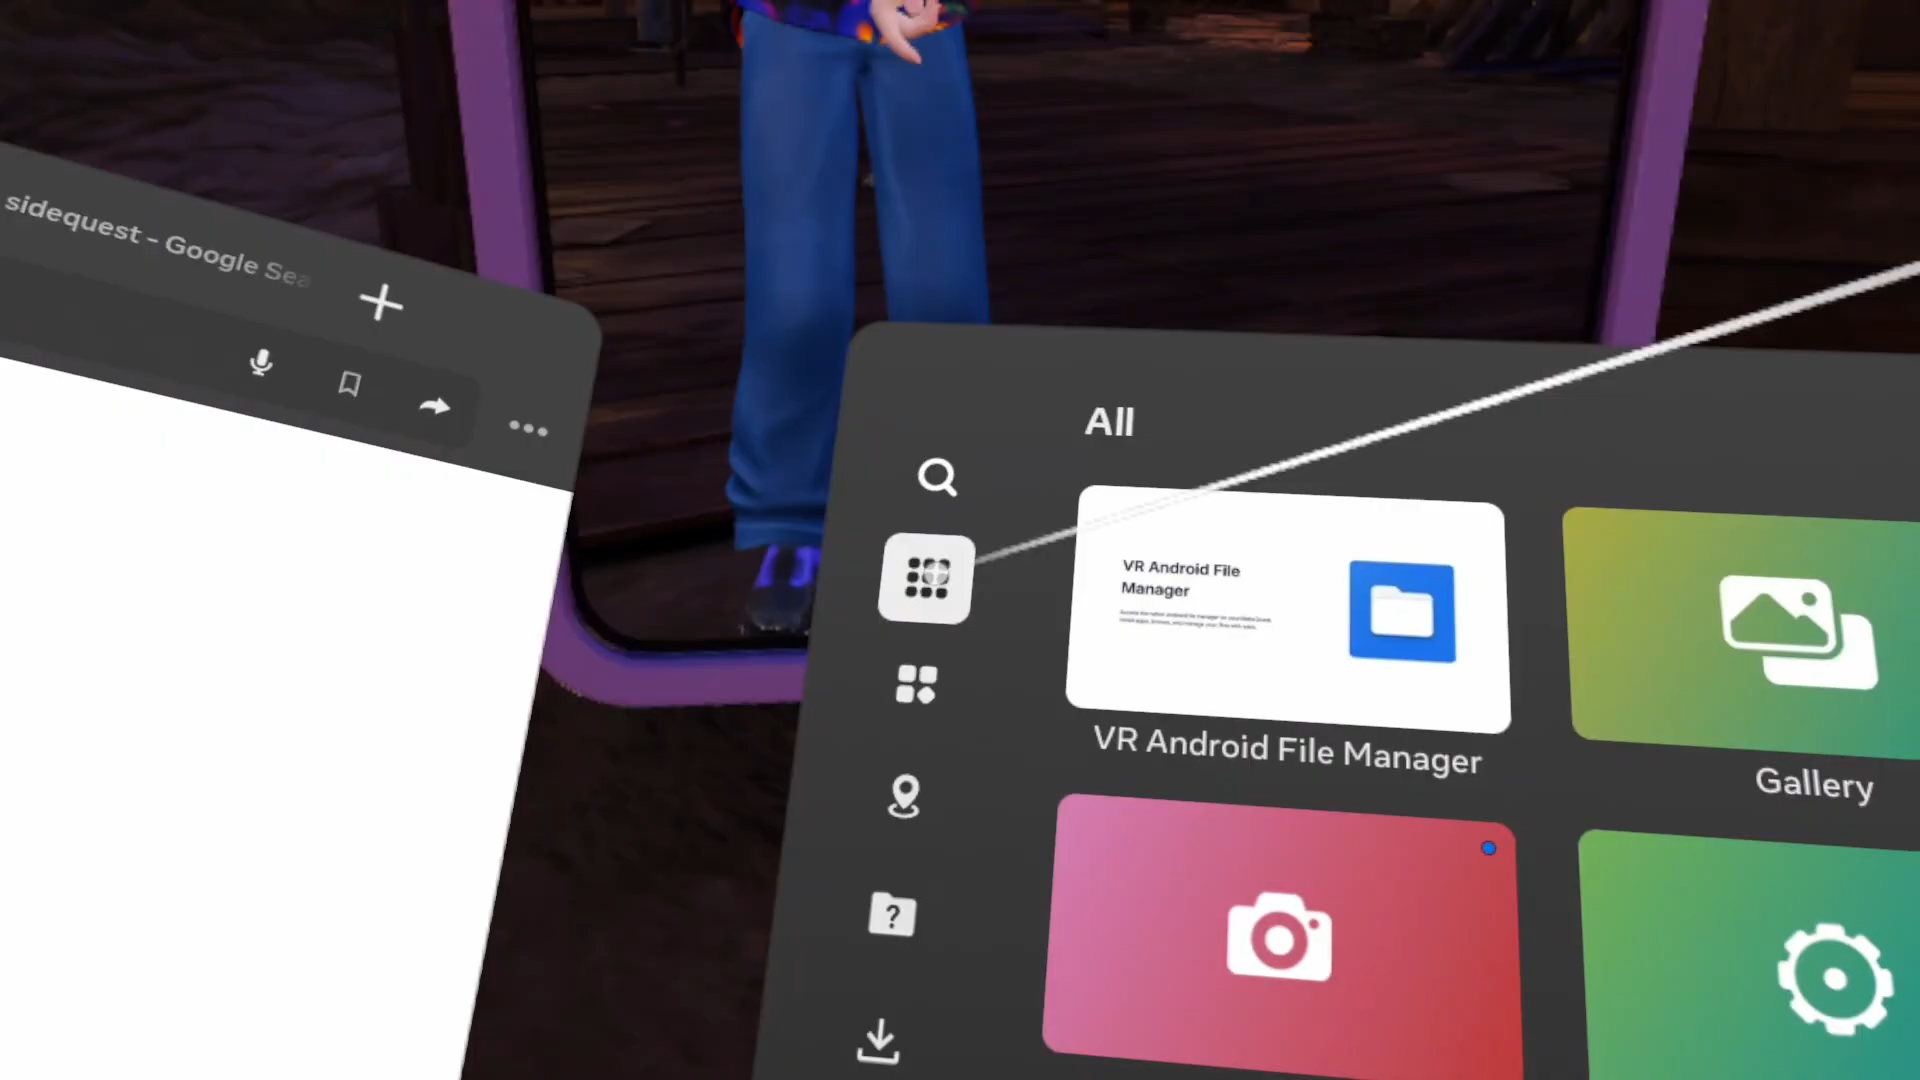 sidequest - Google Sea
All
VR Android File
Manager
VR Android File Manager
Gallery
?